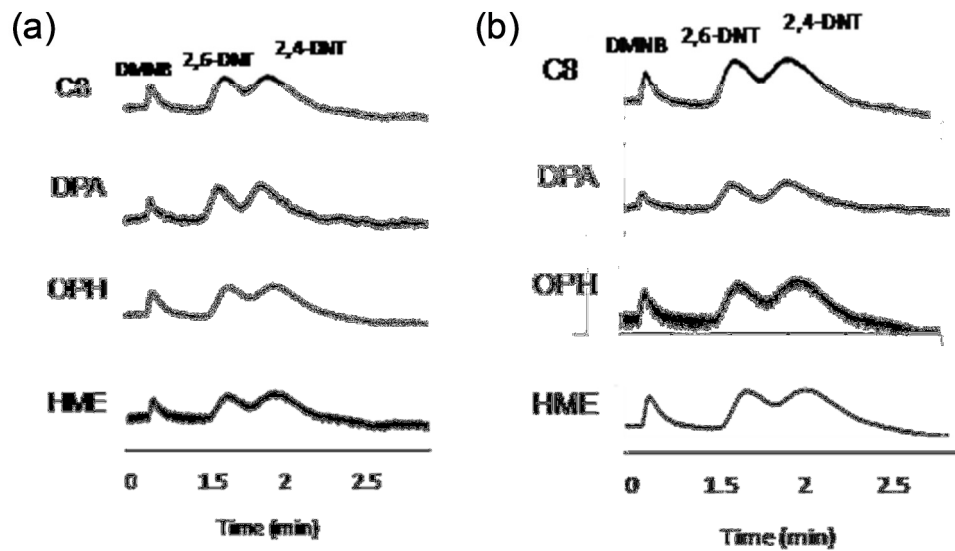 (a)
DMNB 2,6-DNT 2,4-DNT
C8
DPA
OPH
HME
0 1.5 2 2.5
Time (min)
(b)
DMNB 2,6-DNT 2,4-DNT
C8
DPA
OPH
HME
0 1.5 2 2.5
Time (min)